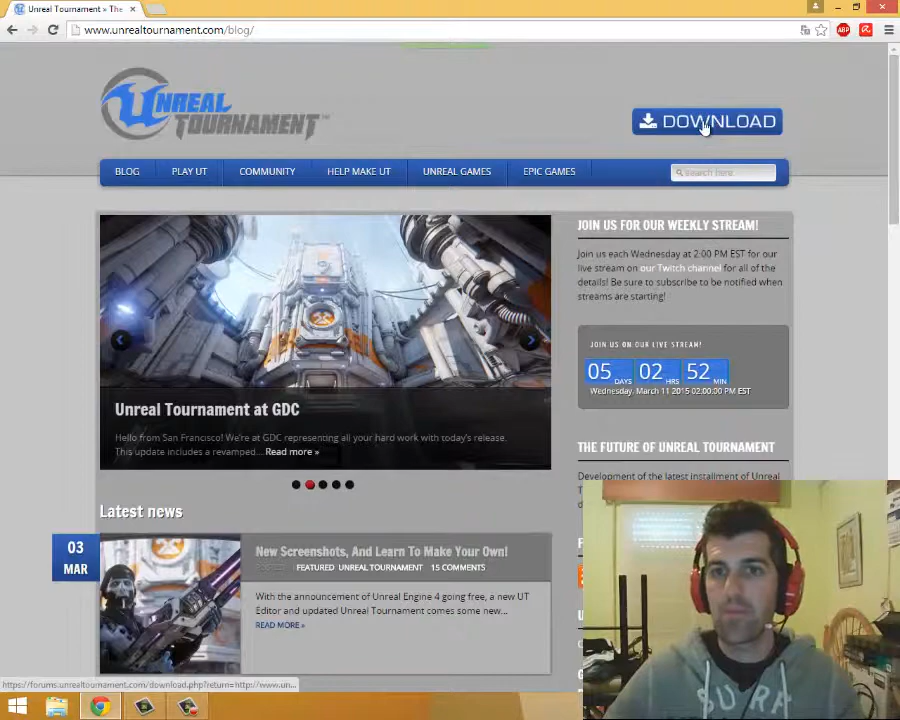 Unreal Tournament » The
www.unrealtournament.com/blog/
ABP
UNREAL
TOURNAMENT™
DOWNLOAD
BLOG
PLAY UT
COMMUNITY
HELP MAKE UT
UNREAL GAMES
EPIC GAMES
Search here
Unreal Tournament at GDC
Hello from San Francisco! We're at GDC representing all your hard work with today's release.
This update includes a revamped... Read more »
JOIN US FOR OUR WEEKLY STREAM!
Join us each Wednesday at 2:00 PM EST for our
live stream on our Twitch channel for all of the
details! Be sure to subscribe to be notified when
streams are starting!
JOIN US ON OUR LIVE STREAM!
05 DAYS 02 HRS 52 MIN
Wednesday, March 11 2015 02:00:00 PM EST
THE FUTURE OF UNREAL TOURNAMENT
Development of the latest installment of Unreal
Latest news
03
MAR
New Screenshots, And Learn To Make Your Own!
FEATURED UNREAL TOURNAMENT 15 COMMENTS
With the announcement of Unreal Engine 4 going free, a new UT
Editor and updated Unreal Tournament comes some new...
READ MORE »
https://forums.unrealtournament.com/download.php?return=http://www.un...